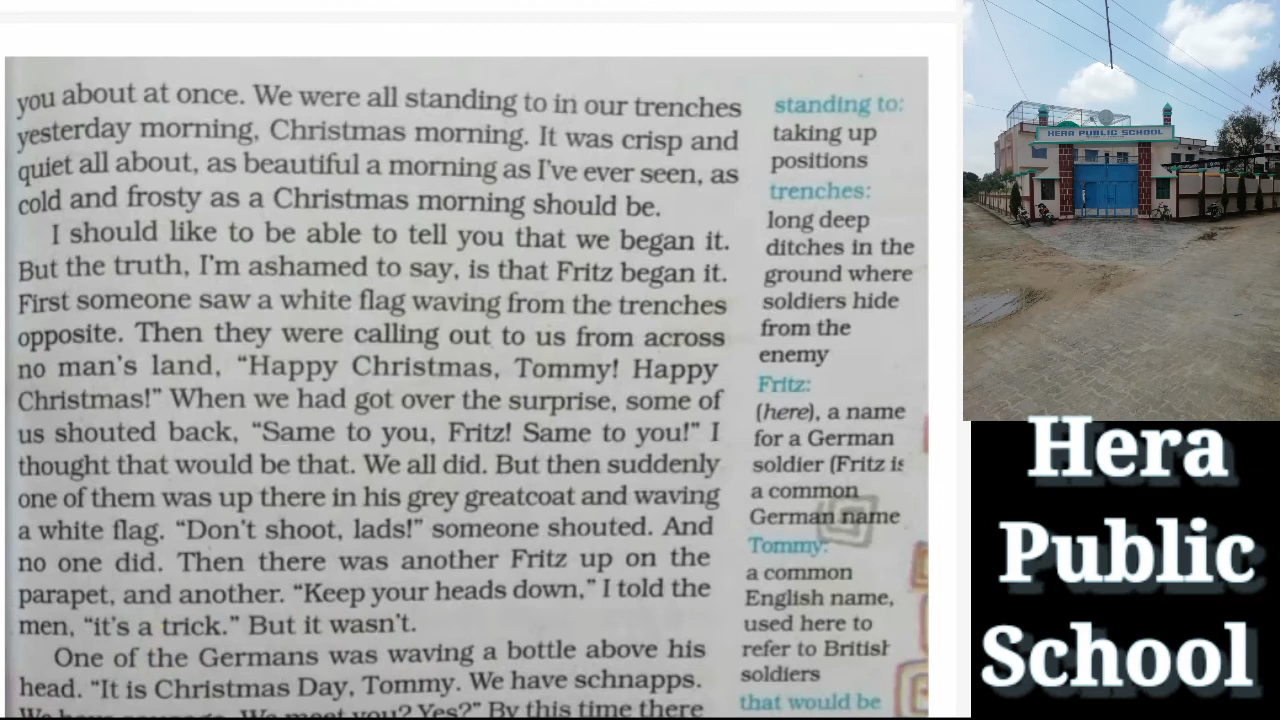 you about at once. We were all standing to in our trenches
yesterday morning, Christmas morning. It was crisp and
quiet all about, as beautiful a morning as I've ever seen, as
cold and frosty as a Christmas morning should be.
I should like to be able to tell you that we began it.
But the truth, I'm ashamed to say, is that Fritz began it.
First someone saw a white flag waving from the trenches
opposite. Then they were calling out to us from across
no man's land, “Happy Christmas, Tommy! Happy
Christmas!” When we had got over the surprise, some of
us shouted back, “Same to you, Fritz! Same to you!” I
thought that would be that. We all did. But then suddenly
one of them was up there in his grey greatcoat and waving
a white flag. “Don't shoot, lads!” someone shouted. And
no one did. Then there was another Fritz up on the
parapet, and another. “Keep your heads down,” I told the
men, “it's a trick.” But it wasn't.
One of the Germans was waving a bottle above his
head. “It is Christmas Day, Tommy. We have schnapps.
We have sausage. We meet you? Yes?” By this time there
standing to:
taking up
positions
trenches:
long deep
ditches in the
ground where
soldiers hide
from the
enemy
Fritz:
(here), a name
for a German
soldier (Fritz is
a common
German name
Tommy:
a common
English name,
used here to
refer to British
soldiers
that would be
HERA PUBLIC SCHOOL
Hera
Public
School